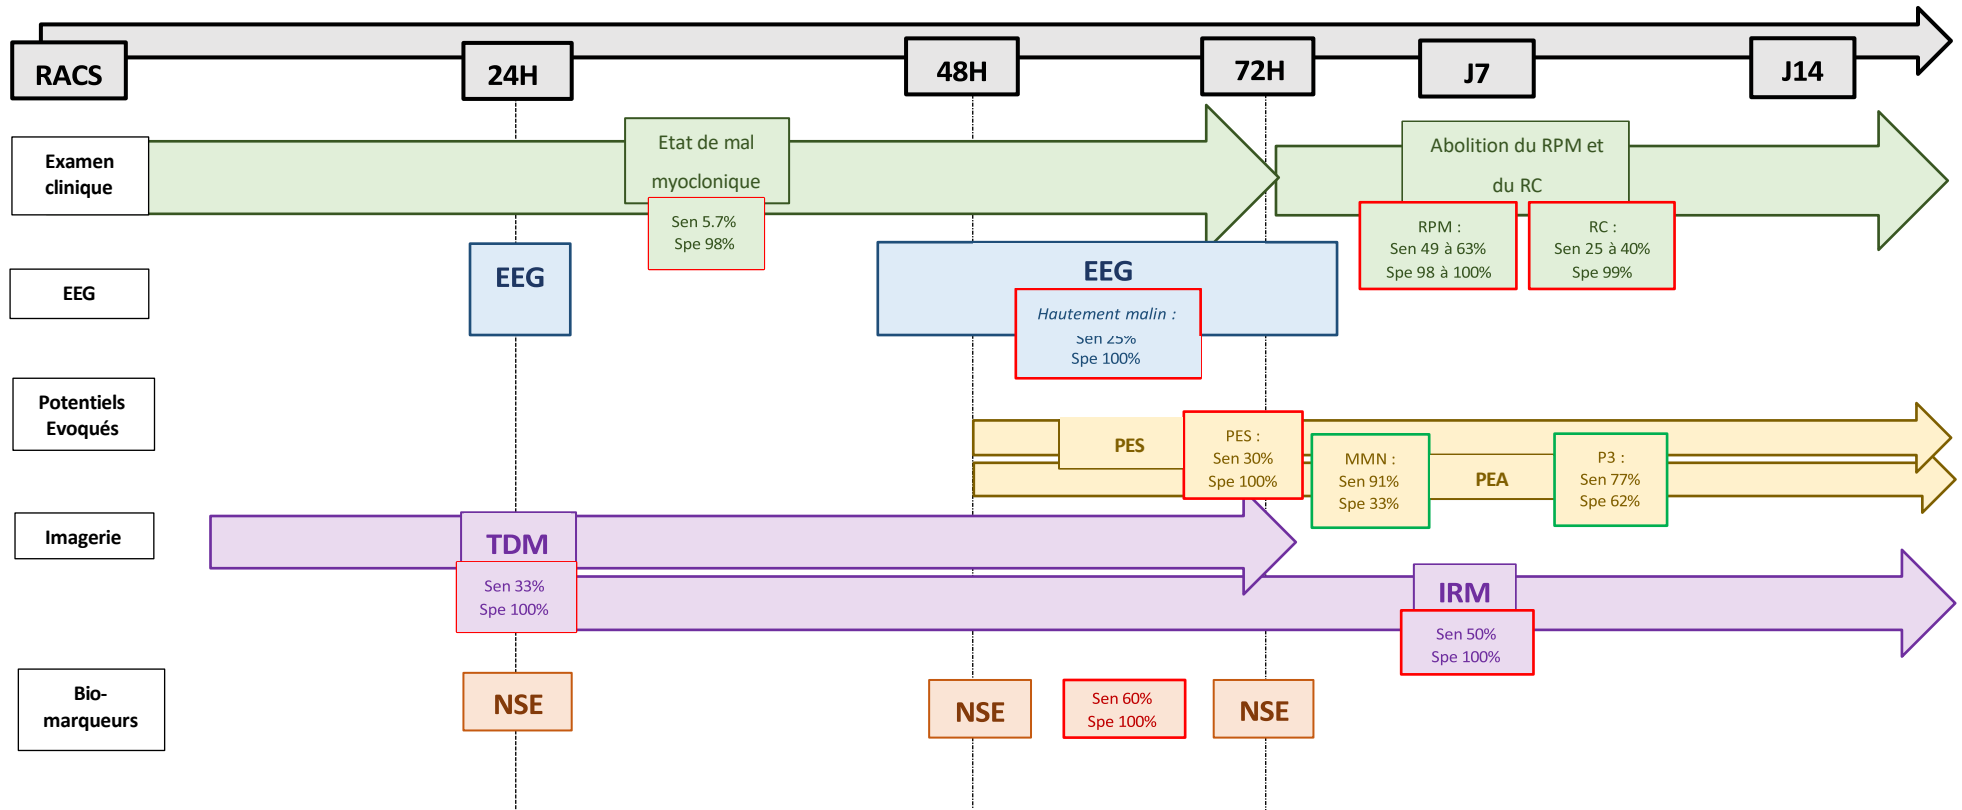 RACS
24H
48H
72H
J7
J14
Examen
clinique
Etat de mal
myoclonique
Sen 5.7%
Spe 98%
Abolition du RPM et
du RC
RPM :
Sen 49 à 63%
Spe 98 à 100%
RC :
Sen 25 à 40%
Spe 99%
EEG
EEG
EEG
Hautement malin :
Sen 25%
Spe 100%
Potentiels
Evoqués
PES
PES :
Sen 30%
Spe 100%
MMN :
Sen 91%
Spe 33%
PEA
P3 :
Sen 77%
Spe 62%
Imagerie
TDM
Sen 33%
Spe 100%
IRM
Sen 50%
Spe 100%
Bio-
marqueurs
NSE
NSE
Sen 60%
Spe 100%
NSE